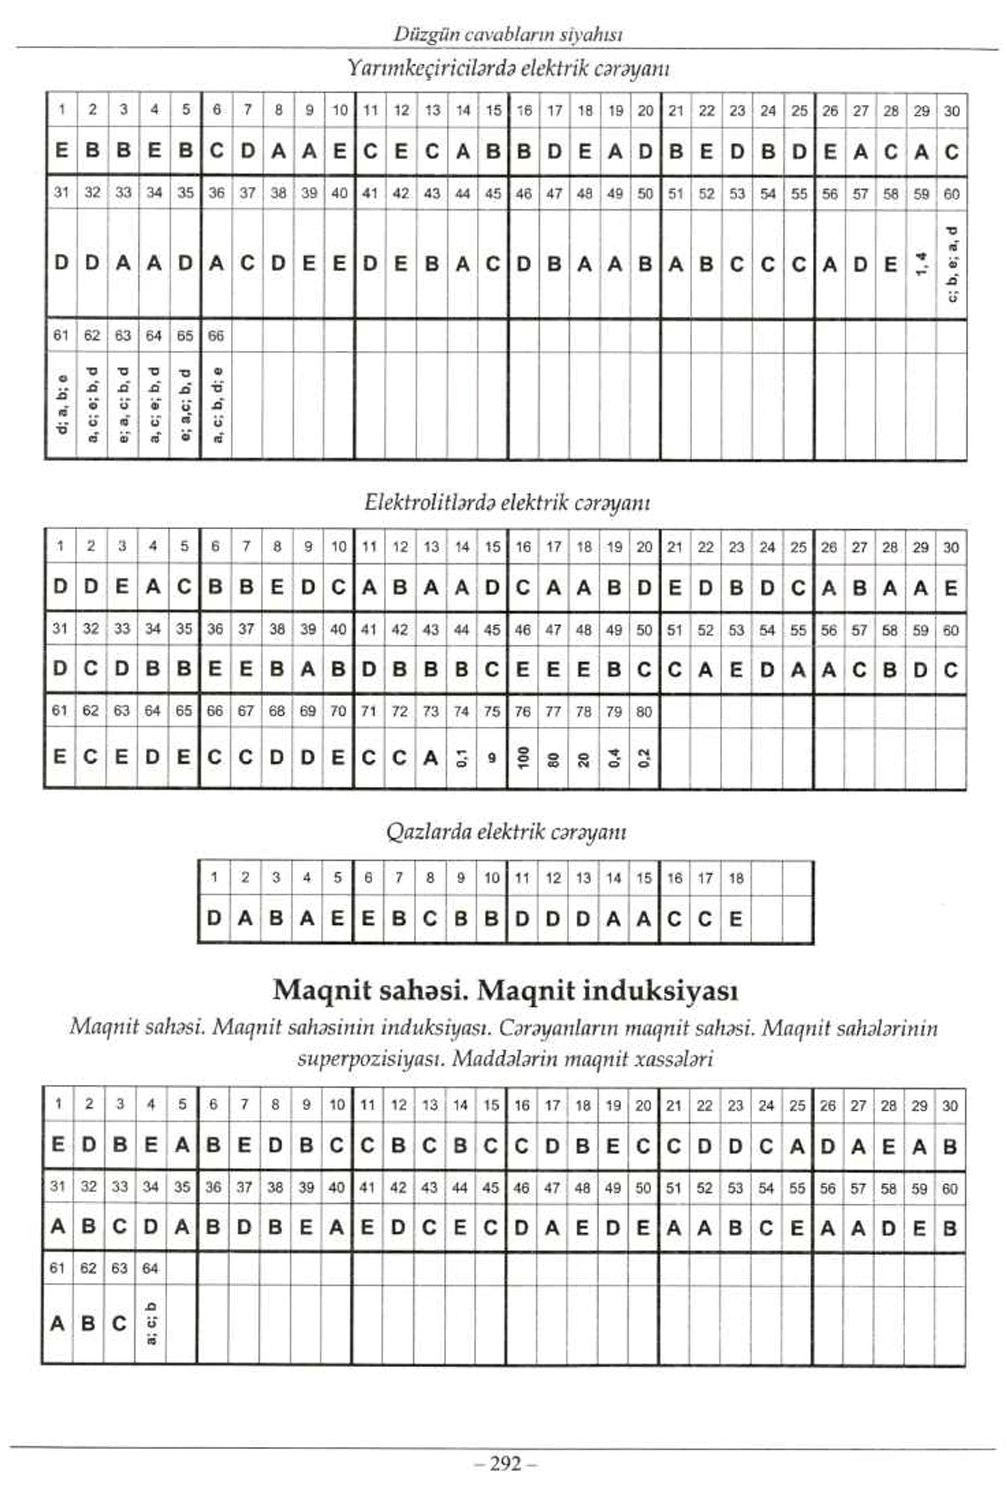 Düzgün cavabların siyahısı
Yarımkeçiricilərdə elektrik cərəyanı
1 2 3 4 5 6 7 8 9 10 11 12 13 14 15 16 17 18 19 20 21 22 23 24 25 26 27 28 29 30
E B B E B C D A A E C E C A B B D E A D B E D B D E A C A C
31 32 33 34 35 36 37 38 39 40 41 42 43 44 45 46 47 48 49 50 51 52 53 54 55 56 57 58 59 60
D D A A D A C D E E D E B A C D B A A B A B C C C A D E 1,4 c; b, e; a, d
61 62 63 64 65 66
d; a, b; e a, c; e; b, d e; a, c; b, d a, c; e; b, d e; a,c; b, d a, c; b, d; e
Elektrolitlərdə elektrik cərəyanı
1 2 3 4 5 6 7 8 9 10 11 12 13 14 15 16 17 18 19 20 21 22 23 24 25 26 27 28 29 30
D D E A C B B E D C A B A A D C A A B D E D B D C A B A A E
31 32 33 34 35 36 37 38 39 40 41 42 43 44 45 46 47 48 49 50 51 52 53 54 55 56 57 58 59 60
D C D B B E E B A B D B B B C E E E B C C A E D A A C B D C
61 62 63 64 65 66 67 68 69 70 71 72 73 74 75 76 77 78 79 80
E C E D E C C D D E C C A 0,1 9 100 80 20 0,4 0,2
Qazlarda elektrik cərəyanı
1 2 3 4 5 6 7 8 9 10 11 12 13 14 15 16 17 18
D A B A E E B C B B D D D A A C C E
Maqnit sahəsi. Maqnit induksiyası
Maqnit sahəsi. Maqnit sahəsinin induksiyası. Cərəyanların maqnit sahəsi. Maqnit sahələrinin
superpozisiyası. Maddələrin maqnit xassələri
1 2 3 4 5 6 7 8 9 10 11 12 13 14 15 16 17 18 19 20 21 22 23 24 25 26 27 28 29 30
E D B E A B E D B C C B C B C C D B E C C D D C A D A E A B
31 32 33 34 35 36 37 38 39 40 41 42 43 44 45 46 47 48 49 50 51 52 53 54 55 56 57 58 59 60
A B C D A B D B E A E D C E C D A E D E A A B C E A A D E B
61 62 63 64
A B C a; c; b
– 292 –